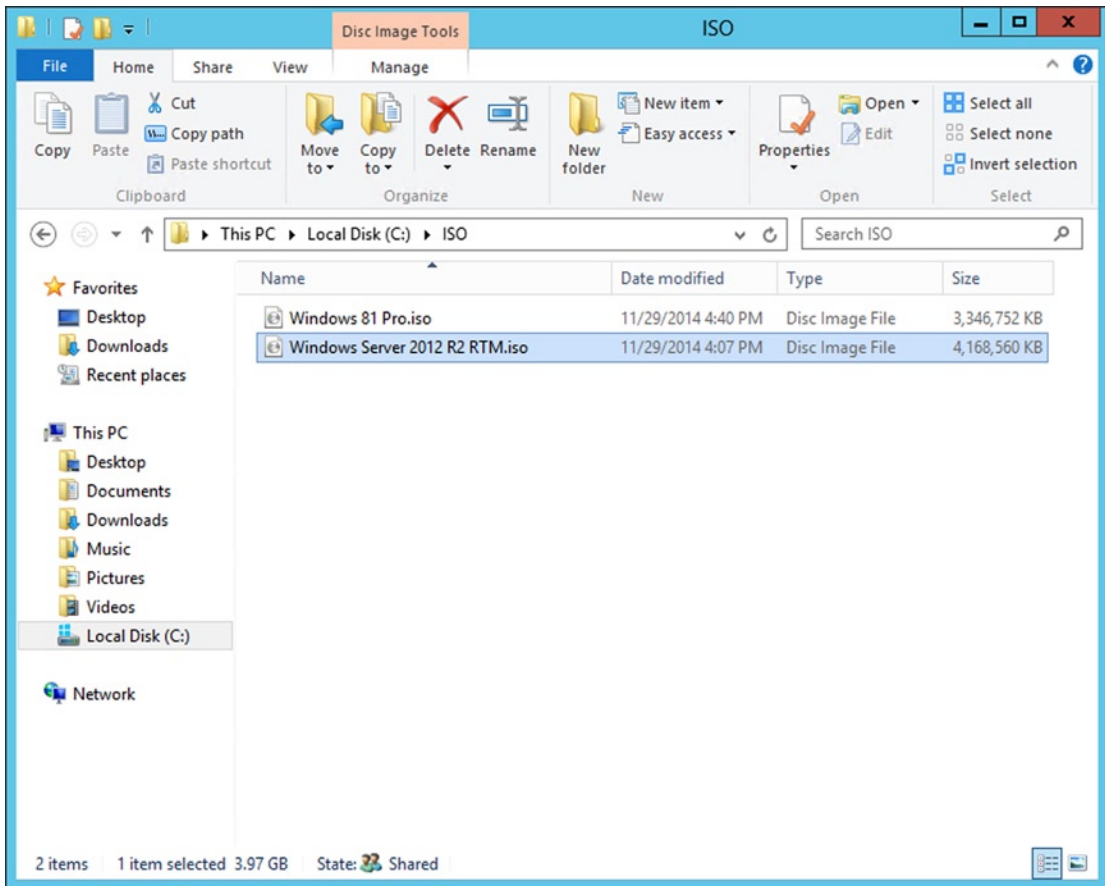 Disc Image Tools
ISO
File Home Share View Manage
Copy
Paste
Cut
Copy path
Paste shortcut
Clipboard
Move to
Copy to
Delete
Rename
Organize
New folder
New item
Easy access
New
Properties
Open
Edit
Open
Select all
Select none
Invert selection
Select
This PC Local Disk (C:) ISO
Search ISO
Favorites
Desktop
Downloads
Recent places
This PC
Desktop
Documents
Downloads
Music
Pictures
Videos
Local Disk (C:)
Network
Name Date modified Type Size
Windows 81 Pro.iso 11/29/2014 4:40 PM Disc Image File 3,346,752 KB
Windows Server 2012 R2 RTM.iso 11/29/2014 4:07 PM Disc Image File 4,168,560 KB
2 items 1 item selected 3.97 GB State: Shared